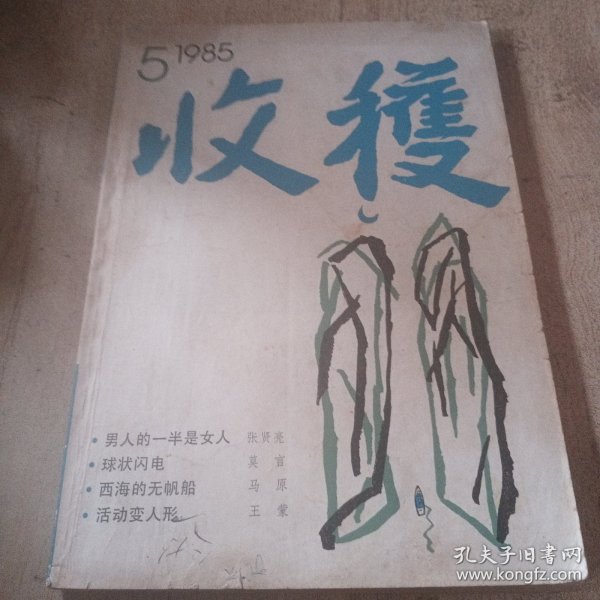 5 1985
收穫
• 男人的一半是女人 张贤亮
• 球状闪电 莫言
• 西海的无帆船 马原
• 活动变人形 王蒙
孔夫子旧书网
www.kongfz.com